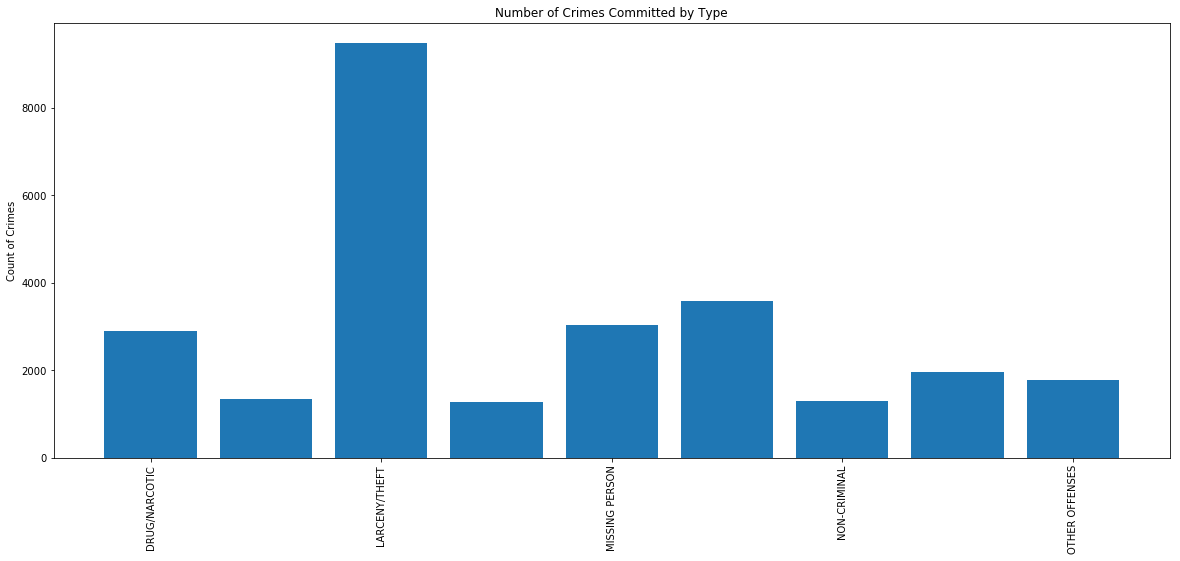 Number of Crimes Committed by Type
Count of Crimes
8000
6000
4000
2000
0
DRUG/NARCOTIC
LARCENY/THEFT
MISSING PERSON
NON-CRIMINAL
OTHER OFFENSES